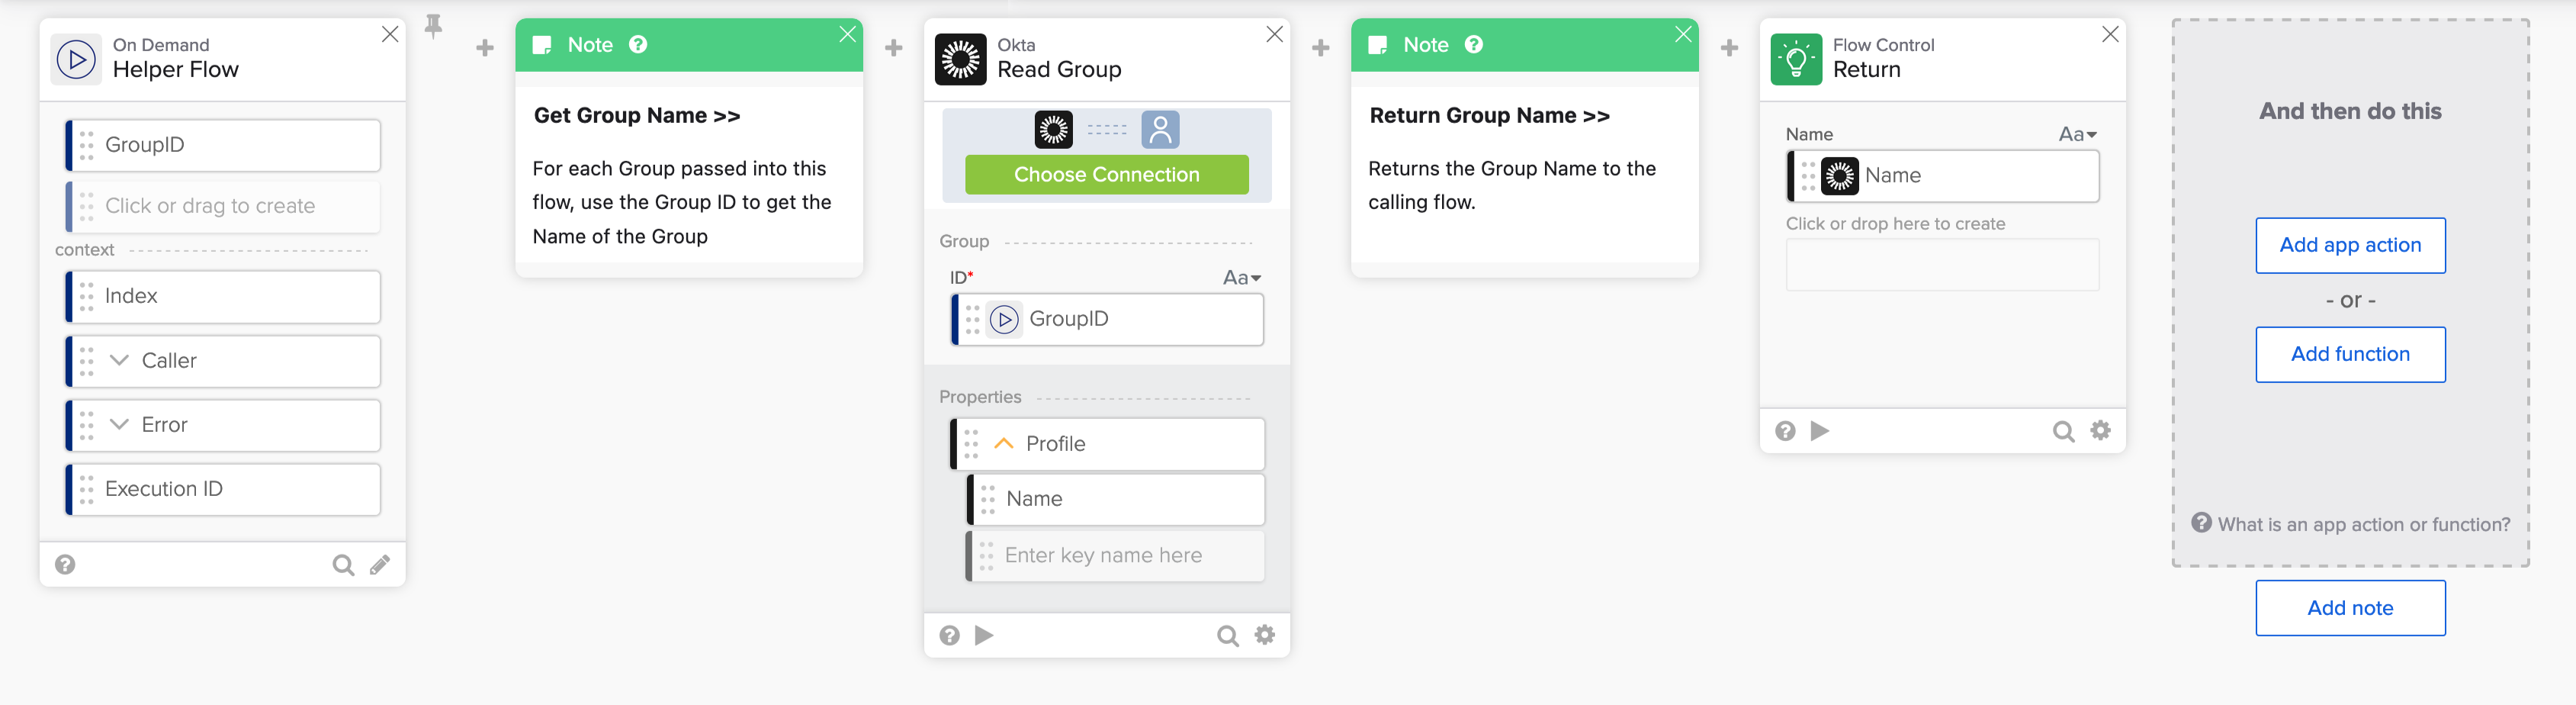 On Demand
Helper Flow
GroupID
Click or drag to create
context
Index
Caller
Error
Execution ID
Note
Get Group Name >>
For each Group passed into this
flow, use the Group ID to get the
Name of the Group
Okta
Read Group
Choose Connection
Group
ID*
Aa
GroupID
Properties
Profile
Name
Enter key name here
Note
Return Group Name >>
Returns the Group Name to the
calling flow.
Flow Control
Return
Name
Aa
Name
Click or drop here to create
And then do this
Add app action
- or -
Add function
What is an app action or function?
Add note